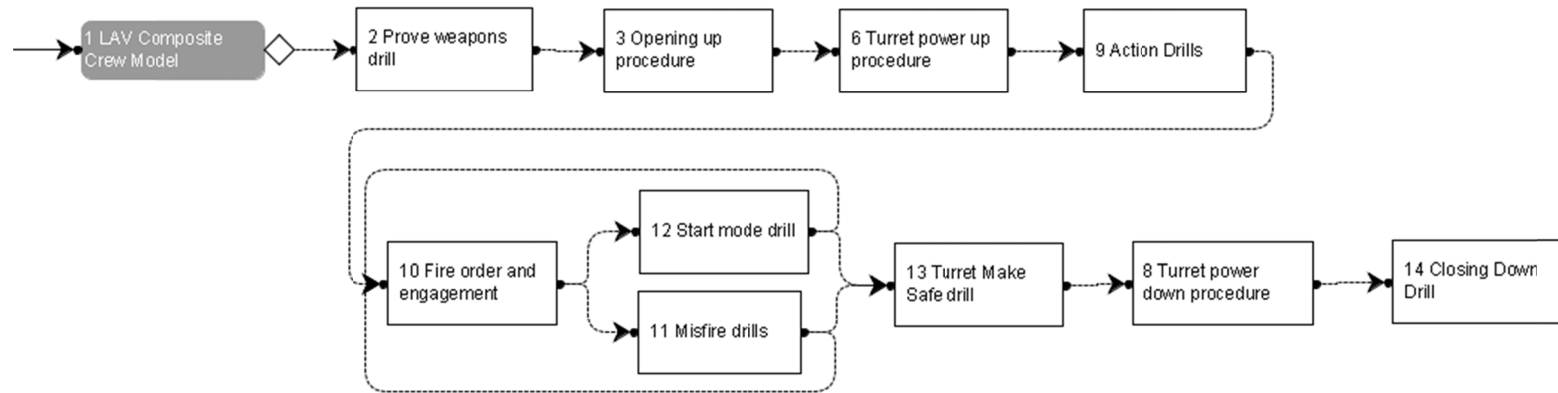 1 LAV Composite
Crew Model
2 Prove weapons
drill
3 Opening up
procedure
6 Turret power up
procedure
9 Action Drills
12 Start mode drill
10 Fire order and
engagement
11 Misfire drills
13 Turret Make
Safe drill
8 Turret power
down procedure
14 Closing Down
Drill